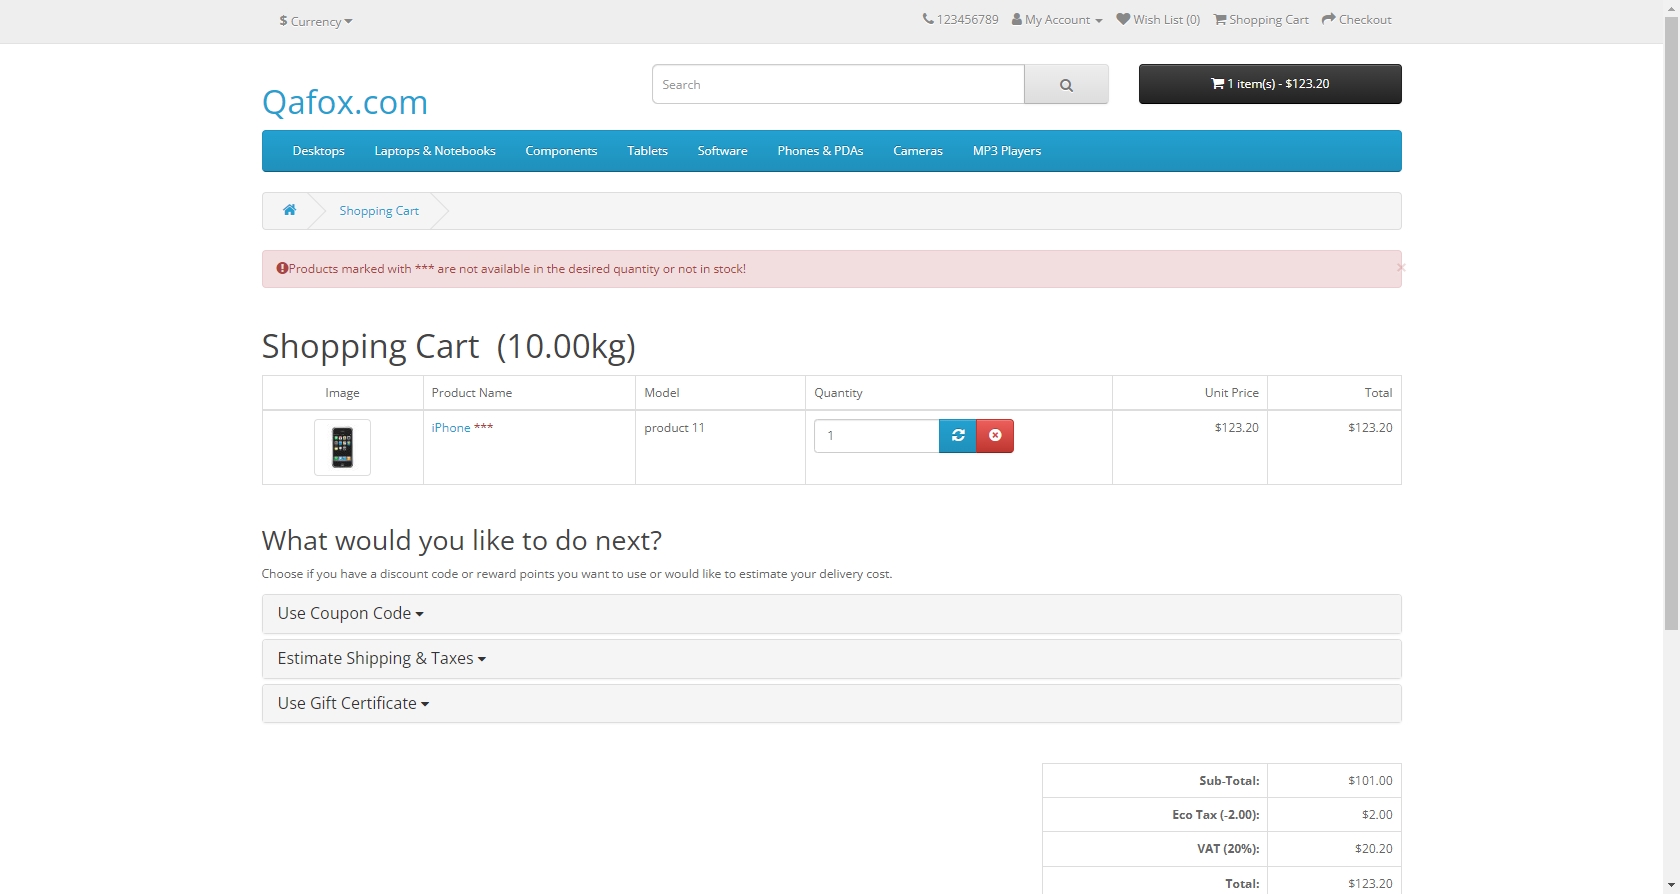 $ Currency
123456789 My Account Wish List (0) Shopping Cart Checkout
Qafox.com
Search
1 item(s) - $123.20
Desktops Laptops & Notebooks Components Tablets Software Phones & PDAs Cameras MP3 Players
Shopping Cart
Products marked with *** are not available in the desired quantity or not in stock!
×
Shopping Cart (10.00kg)
Image Product Name Model Quantity Unit Price Total
iPhone *** product 11 1 $123.20 $123.20
What would you like to do next?
Choose if you have a discount code or reward points you want to use or would like to estimate your delivery cost.
Use Coupon Code
Estimate Shipping & Taxes
Use Gift Certificate
Sub-Total: $101.00
Eco Tax (-2.00): $2.00
VAT (20%): $20.20
Total: $123.20